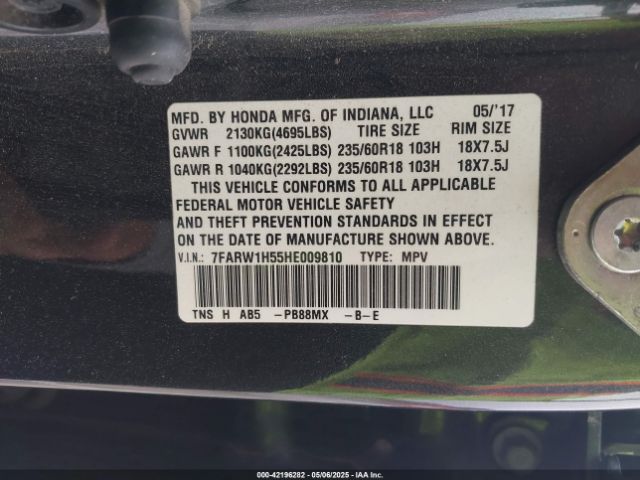 MFD. BY HONDA MFG. OF INDIANA, LLC 05/'17
GVWR 2130KG(4695LBS) TIRE SIZE RIM SIZE
GAWR F 1100KG(2425LBS) 235/60R18 103H 18X7.5J
GAWR R 1040KG(2292LBS) 235/60R18 103H 18X7.5J
THIS VEHICLE CONFORMS TO ALL APPLICABLE
FEDERAL MOTOR VEHICLE SAFETY
AND THEFT PREVENTION STANDARDS IN EFFECT
ON THE DATE OF MANUFACTURE SHOWN ABOVE.
V.I.N.: 7FARW1H55HE009810 TYPE: MPV
TNS H AB5 -PB88MX -B-E
000-42196282 - 05/06/2025 - IAA Inc.